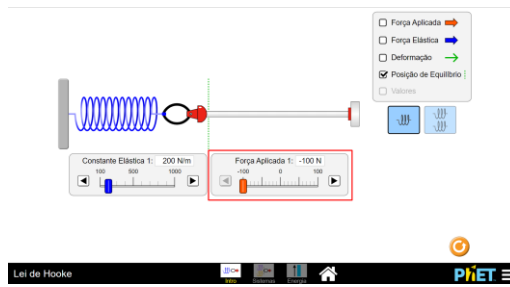 Força Aplicada
Força Elástica
Deformação
Posição de Equilíbrio
Valores
Constante Elástica 1: 200 N/m
100 500 1000
Força Aplicada 1: -100 N
-100 0 100
Lei de Hooke
Intro
Sistemas
Energia
PhET